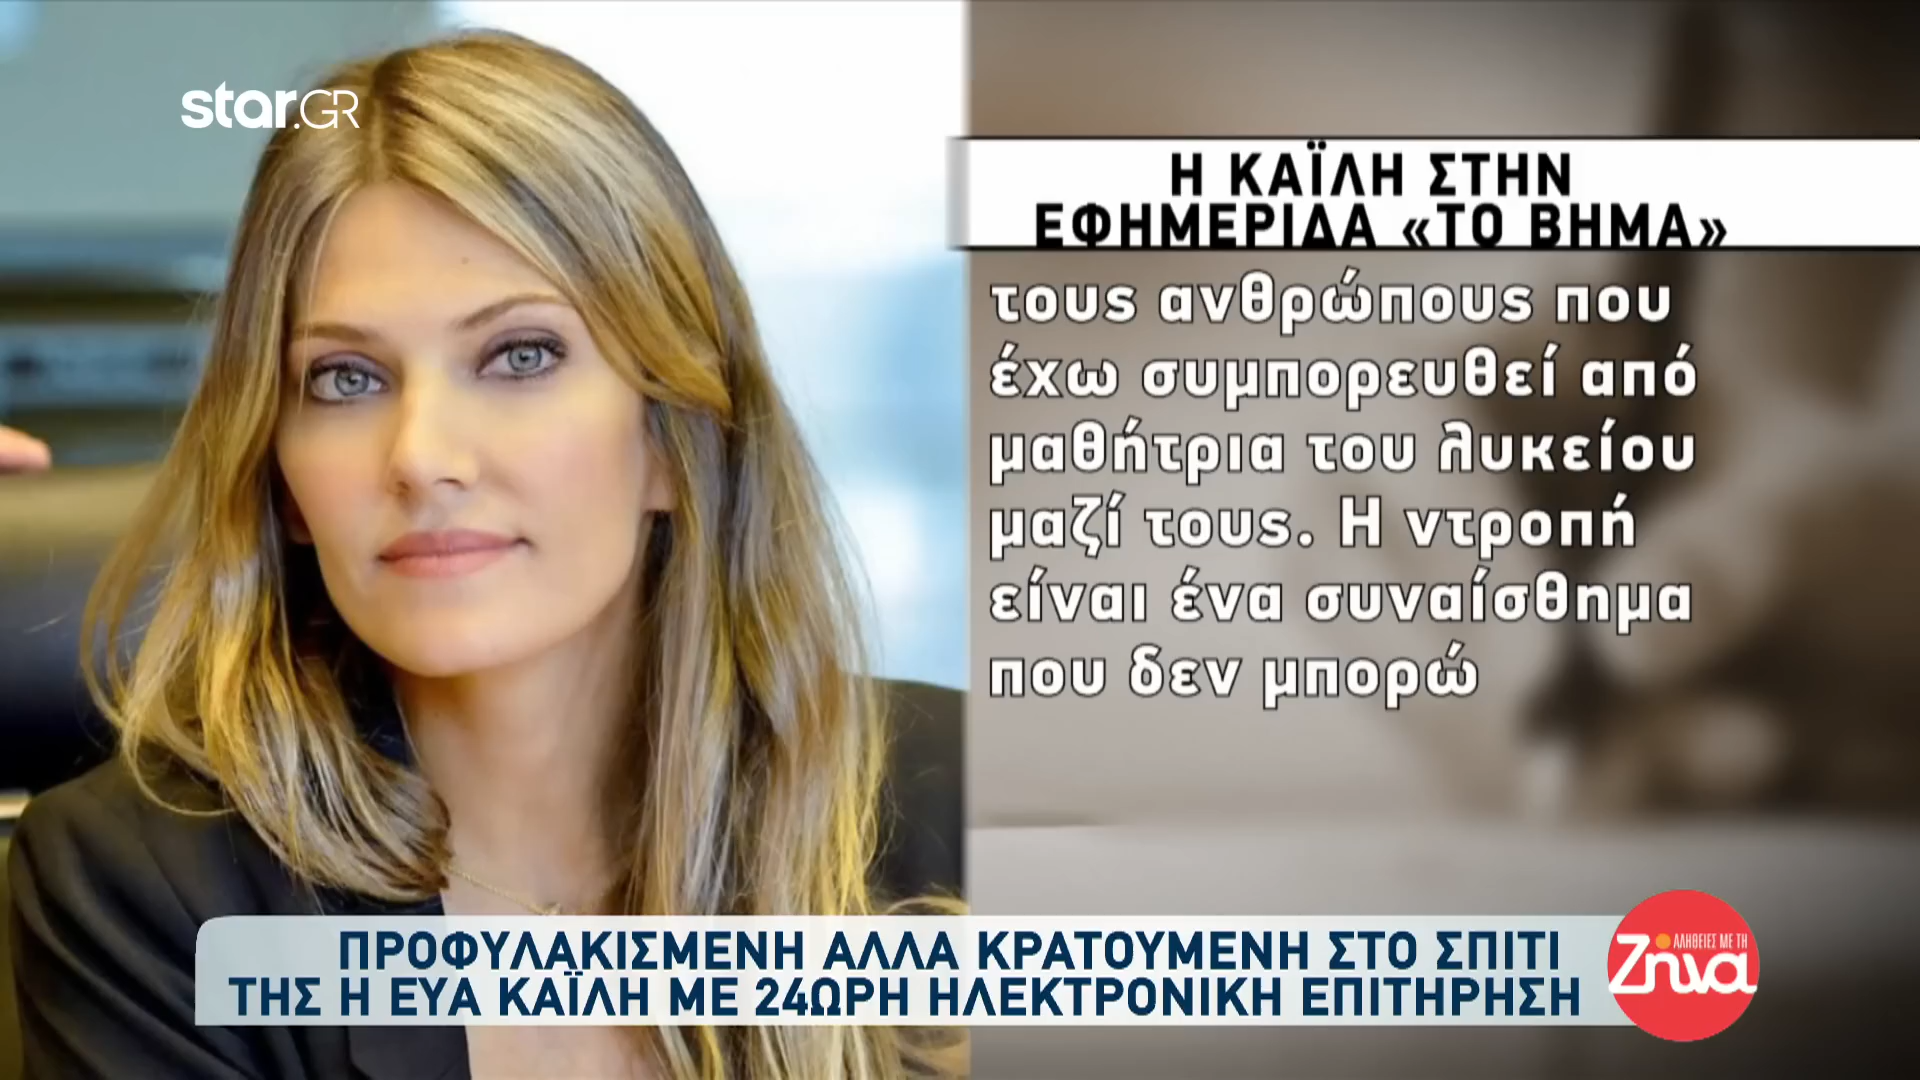 star.GR
Η ΚΑΪΛΗ ΣΤΗΝ
ΕΦΗΜΕΡΙΔΑ «ΤΟ ΒΗΜΑ»
τους ανθρώπους που
έχω συμπορευθεί από
μαθήτρια του λυκείου
μαζί τους. Η ντροπή
είναι ένα συναίσθημα
που δεν μπορώ
ΠΡΟΦΥΛΑΚΙΣΜΕΝΗ ΑΛΛΑ ΚΡΑΤΟΥΜΕΝΗ ΣΤΟ ΣΠΙΤΙ
ΤΗΣ Η ΕΥΑ ΚΑΪΛΗ ΜΕ 24ΩΡΗ ΗΛΕΚΤΡΟΝΙΚΗ ΕΠΙΤΗΡΗΣΗ
ΑΛΗΘΕΙΕΣ ΜΕ ΤΗ
Ζήνα